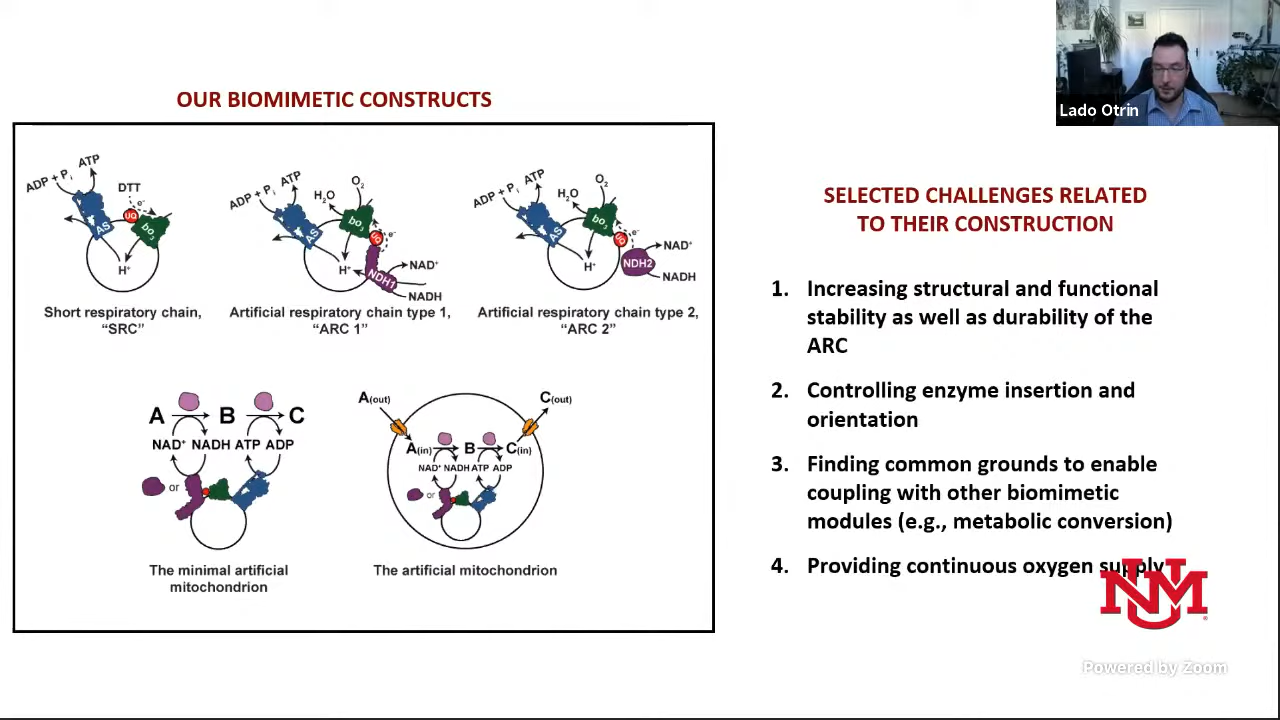 OUR BIOMIMETIC CONSTRUCTS
ADP + Pi ATP
DTT
e-
UQ
AS
bo3
H+
Short respiratory chain,
"SRC"
ADP + Pi ATP
H2O
O2
bo3
AS
UQ
e-
H+
NDH1
NAD+
NADH
Artificial respiratory chain type 1,
"ARC 1"
ADP + Pi ATP
H2O
O2
bo3
AS
UQ
e-
H+
NDH2
NAD+
NADH
Artificial respiratory chain type 2,
"ARC 2"
A B C
NAD+ NADH ATP ADP
or
The minimal artificial
mitochondrion
A(out)
C(out)
A(in) B C(in)
NAD+ NADH ATP ADP
or
The artificial mitochondrion
Lado Otrin
SELECTED CHALLENGES RELATED
TO THEIR CONSTRUCTION
1. Increasing structural and functional
stability as well as durability of the
ARC
2. Controlling enzyme insertion and
orientation
3. Finding common grounds to enable
coupling with other biomimetic
modules (e.g., metabolic conversion)
4. Providing continuous oxygen supply
UNM
®
Powered by Zoom